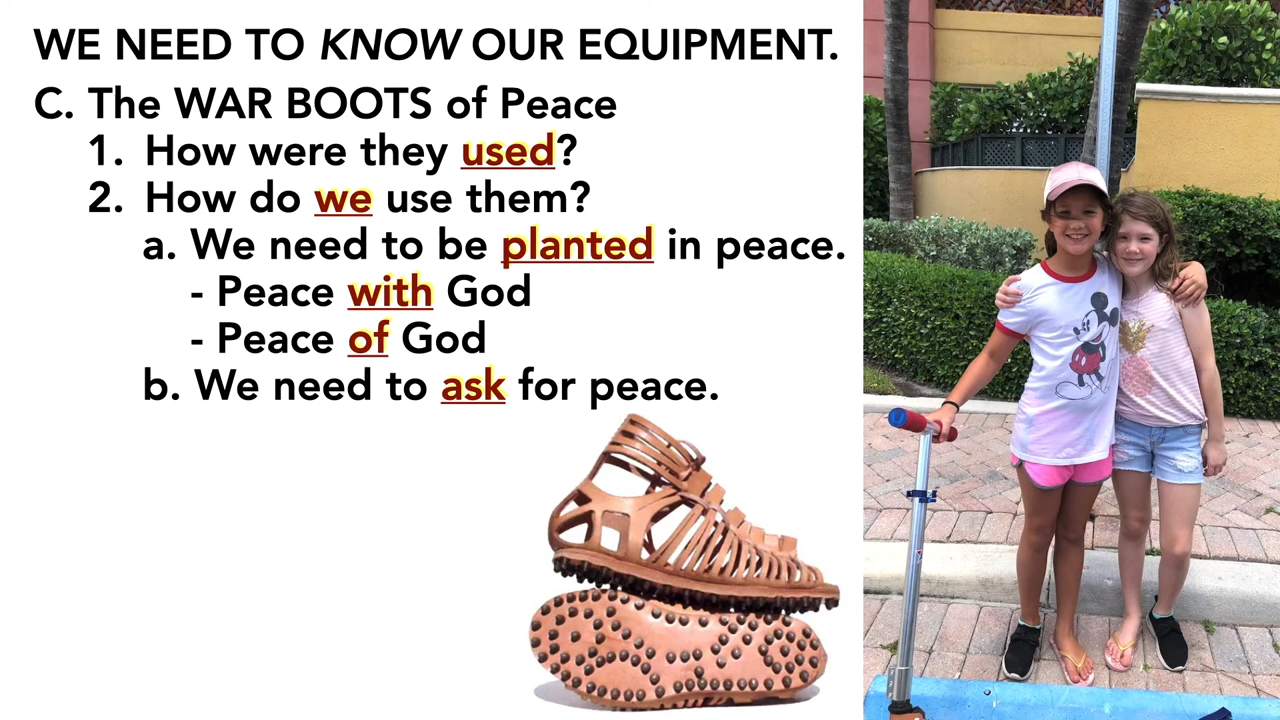 WE NEED TO KNOW OUR EQUIPMENT.
C. The WAR BOOTS of Peace
1. How were they used?
2. How do we use them?
a. We need to be planted in peace.
- Peace with God
- Peace of God
b. We need to ask for peace.